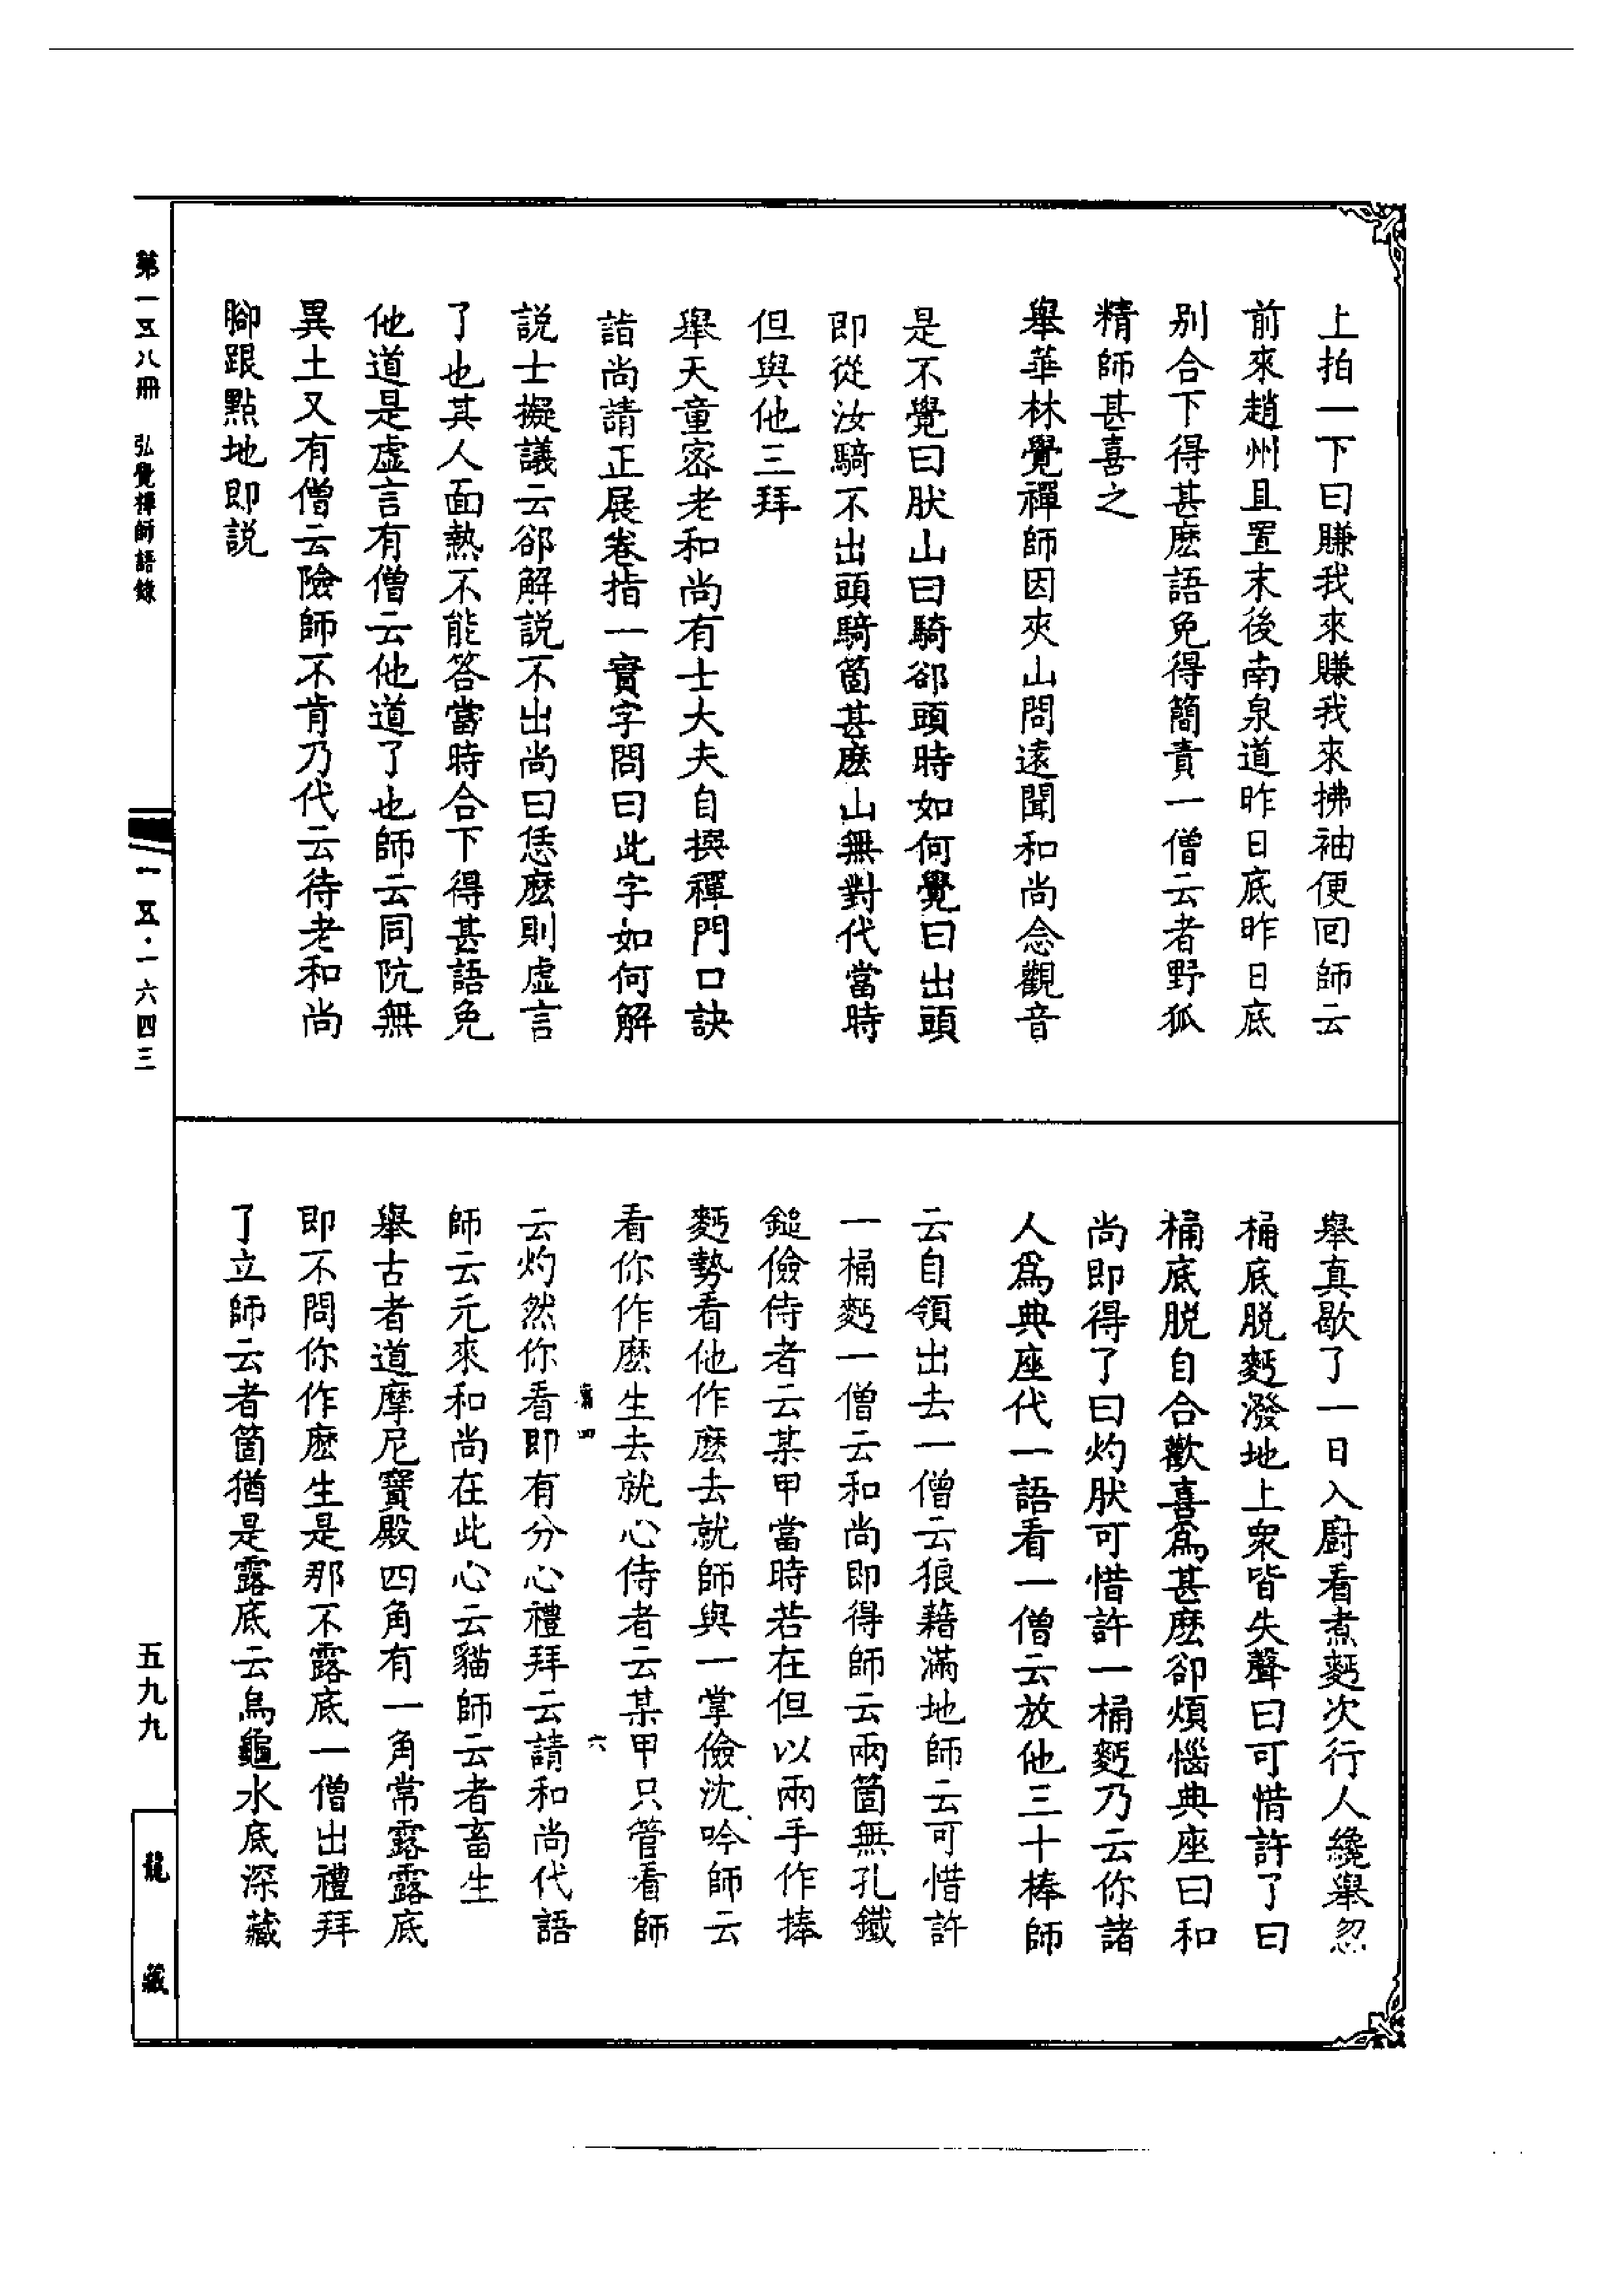 上拍一下曰賺我來賺我來拂袖便回師云
前來趙州且置末後南泉道昨日底昨日底
別合下得甚麽語免得簡責一僧云者野狐
精師甚喜之
舉華林覺禪師因夾山問遠聞和尚念觀音
是不覺曰肰山曰騎郤頭時如何覺曰出頭
即從汝騎不出頭騎箇甚麽山無對代當時
但與他三拜
舉天童密老和尚有士大夫自撰禪門口訣
詣尚請正展卷指一實字問曰此字如何解
説士擬議云郤解説不出尚曰恁麽則虛言
了也其人面熱不能答當時合下得甚語免
他道是虛言有僧云他道了也師云同阬無
異土又有僧云險師不肯乃代云待老和尚
腳跟點地即説
舉真歇了一日入廚看煮麪次行人纔舉忽
桶底脱麪潑地上衆皆失聲曰可惜許了曰
桶底脱自合歡喜爲甚麽卻煩惱典座曰和
尚即得了曰灼肰可惜許一桶麪乃云你諸
人爲典座代一語看一僧云放他三十棒師
云自領出去一僧云狼藉滿地師云可惜許
一桶麪一僧云和尚即得師云兩箇無孔鐵
鎚儉侍者云某甲當時若在但以兩手作捧
麪勢看他作麽去就師與一掌儉沈吟師云
看你作麽生去就心侍者云某甲只管看師
云灼然你看即有分心禮拜云請和尚代語
師云元來和尚在此心云貓師云者畜生
舉古者道摩尼寶殿四角有一角常露露底
即不問你作麽生是那不露底一僧出禮拜
了立師云者箇猶是露底云烏龜水底深藏
四
六
第一五八冊　弘覺禪師語錄
一五·一六四三
五九九
龍藏